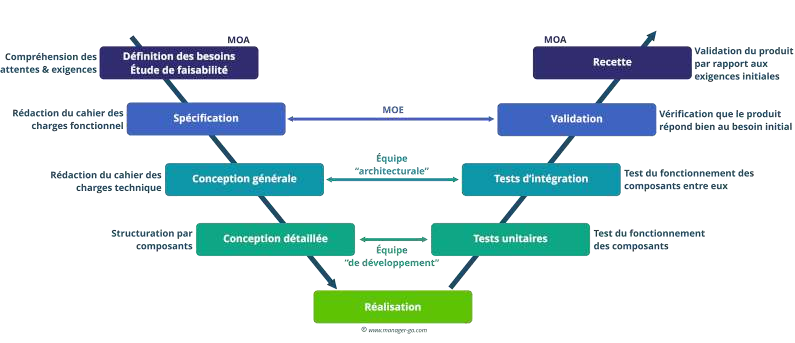 MOA
MOA
Compréhension des
attentes & exigences
Définition des besoins
Étude de faisabilité
Recette
Validation du produit
par rapport aux
exigences initiales
Rédaction du cahier des
charges fonctionnel
Spécification
MOE
Validation
Vérification que le produit
répond bien au besoin initial
Rédaction du cahier des
charges technique
Conception générale
Équipe
“architecturale”
Tests d’intégration
Test du fonctionnement des
composants entre eux
Structuration par
composants
Conception détaillée
Équipe
“de développement”
Tests unitaires
Test du fonctionnement
des composants
Réalisation
© www.manager-go.com